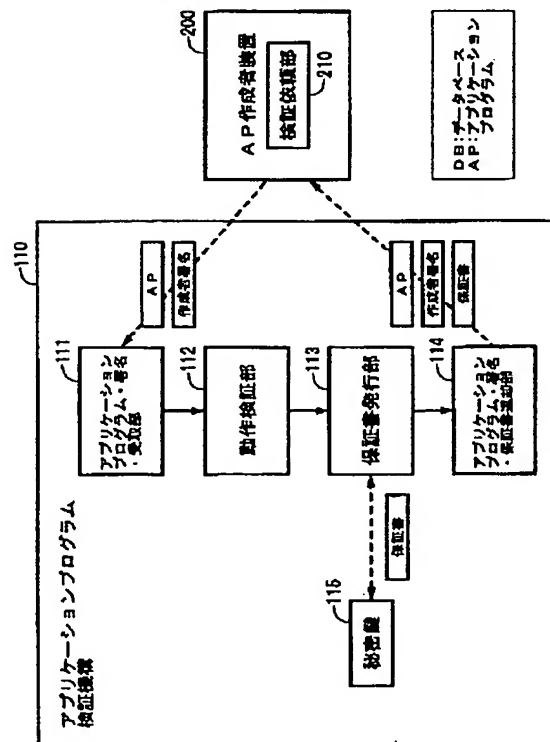 110
アプリケーションプログラム
検証機構
111
アプリケーション
プログラム・署名
・受取部
AP
作成者署名
200
AP作成者装置
検証依頼部
210
112
動作検証部
113
保証書発行部
115
秘密鍵
保証書
114
アプリケーション
プログラム・署名
・保証書返却部
AP
作成者署名
保証書
DB:データベース
AP:アプリケーション
プログラム